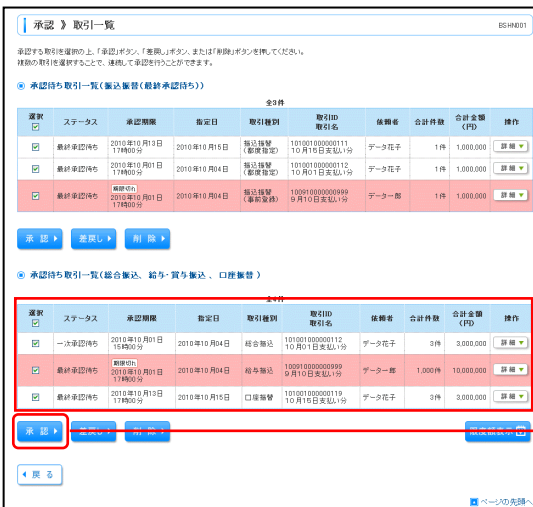 承認 》 取引一覧
BSHN001
承認する取引を選択の上、「承認」ボタン、「差戻し」ボタン、または「削除」ボタンを押してください。
複数の取引を選択することで、連続して承認を行うことができます。
承認待ち取引一覧(振込振替(最終承認待ち))
全3件
選択 ステータス 承認期限 指定日 取引種別 取引ID 取引名 依頼者 合計件数 合計金額(円) 操作
最終承認待ち 2010年10月13日 17時00分 2010年10月15日 振込振替(都度指定) 101001000000111 10月15日支払い分 データ花子 1件 1,000,000 詳細
最終承認待ち 2010年10月01日 17時00分 2010年10月04日 振込振替(都度指定) 101001000000112 10月01日支払い分 データ花子 1件 1,000,000 詳細
最終承認待ち 期限切れ 2010年10月01日 17時00分 2010年10月04日 振込振替(事前登録) 100910000000999 9月10日支払い分 データ一郎 1件 1,000,000 詳細
承認 差戻し 削除
承認待ち取引一覧(総合振込、給与・賞与振込 、口座振替 )
全4件
選択 ステータス 承認期限 指定日 取引種別 取引ID 取引名 依頼者 合計件数 合計金額(円) 操作
一次承認待ち 2010年10月01日 15時00分 2010年10月04日 総合振込 101001000000112 10月01日支払い分 データ花子 3件 3,000,000 詳細
最終承認待ち 期限切れ 2010年10月01日 17時00分 2010年10月04日 給与振込 100910000000999 9月10日支払い分 データ一郎 1,000件 10,000,000 詳細
最終承認待ち 2010年10月13日 17時00分 2010年10月15日 口座振替 101001000000119 10月15日支払い分 データ花子 3件 3,000,000 詳細
承認 差戻し 削除 限度額表示
戻る
ページの先頭へ